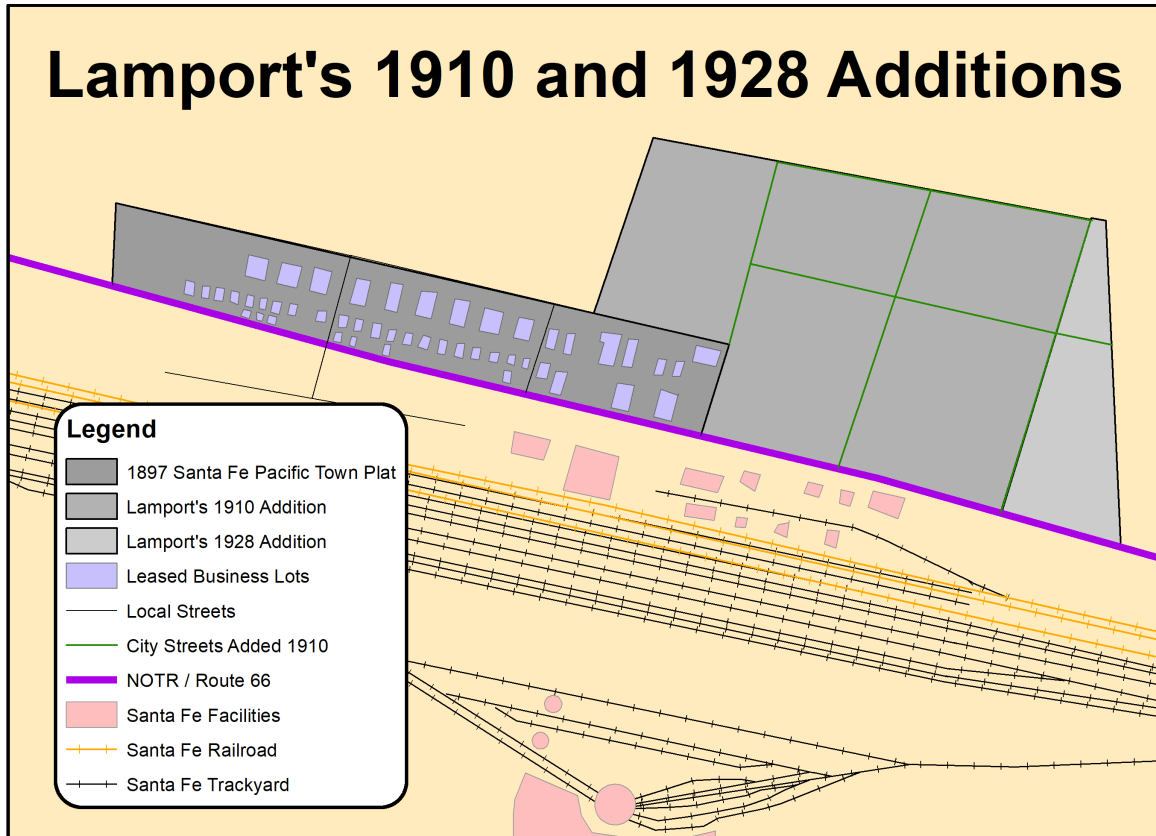 Lamport's 1910 and 1928 Additions
Legend
1897 Santa Fe Pacific Town Plat
Lamport's 1910 Addition
Lamport's 1928 Addition
Leased Business Lots
Local Streets
City Streets Added 1910
NOTR / Route 66
Santa Fe Facilities
Santa Fe Railroad
Santa Fe Trackyard